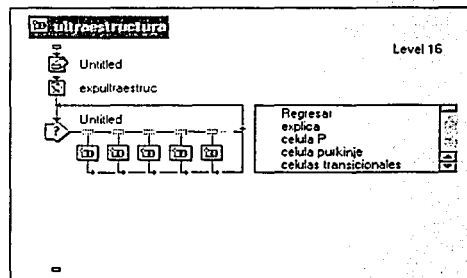 ultraestructura
Level 16
Untitled
expultraestruc
Untitled
?
Regresar
explica
celula P
celula purkinje
celulas transicionales